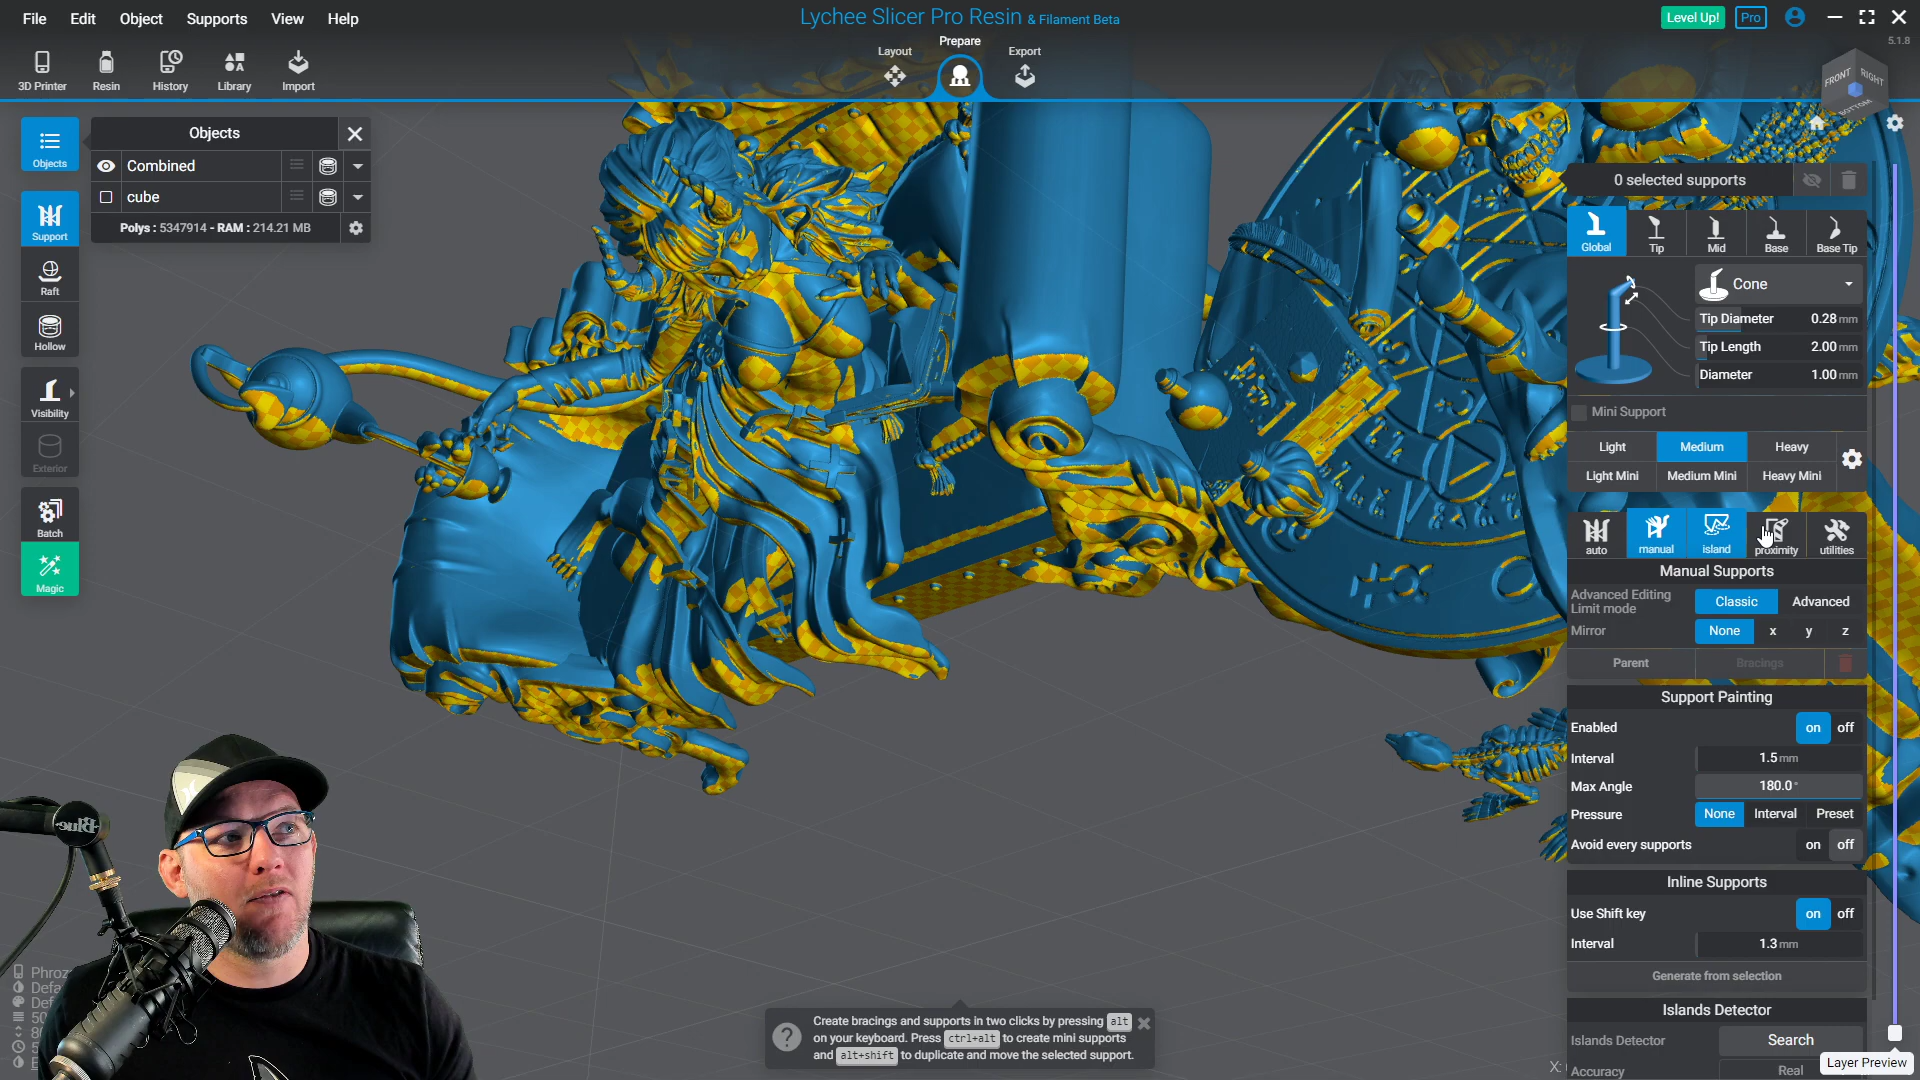 File Edit Object Supports View Help
Lychee Slicer Pro Resin & Filament Beta
Level Up! Pro
5.1.8
3D Printer Resin History Library Import
Layout Prepare Export
FRONT RIGHT BOTTOM
Objects
Objects
Combined
cube
Polys : 5347914 - RAM : 214.21 MB
Support
Raft
Hollow
Visibility
Exterior
Batch
Magic
0 selected supports
Global Tip Mid Base Base Tip
Cone
Tip Diameter 0.28 mm
Tip Length 2.00 mm
Diameter 1.00 mm
Mini Support
Light Medium Heavy
Light Mini Medium Mini Heavy Mini
auto manual island proximity utilities
Manual Supports
Advanced Editing
Limit mode
Classic Advanced
Mirror None x y z
Parent Bracings
Support Painting
Enabled on off
Interval 1.5 mm
Max Angle 180.0°
Pressure None Interval Preset
Avoid every supports on off
Inline Supports
Use Shift key on off
Interval 1.3 mm
Generate from selection
Islands Detector
Islands Detector Search
Accuracy Real
Layer Preview
X:
Create bracings and supports in two clicks by pressing alt
on your keyboard. Press ctrl+alt to create mini supports
and alt+shift to duplicate and move the selected support.
Blue